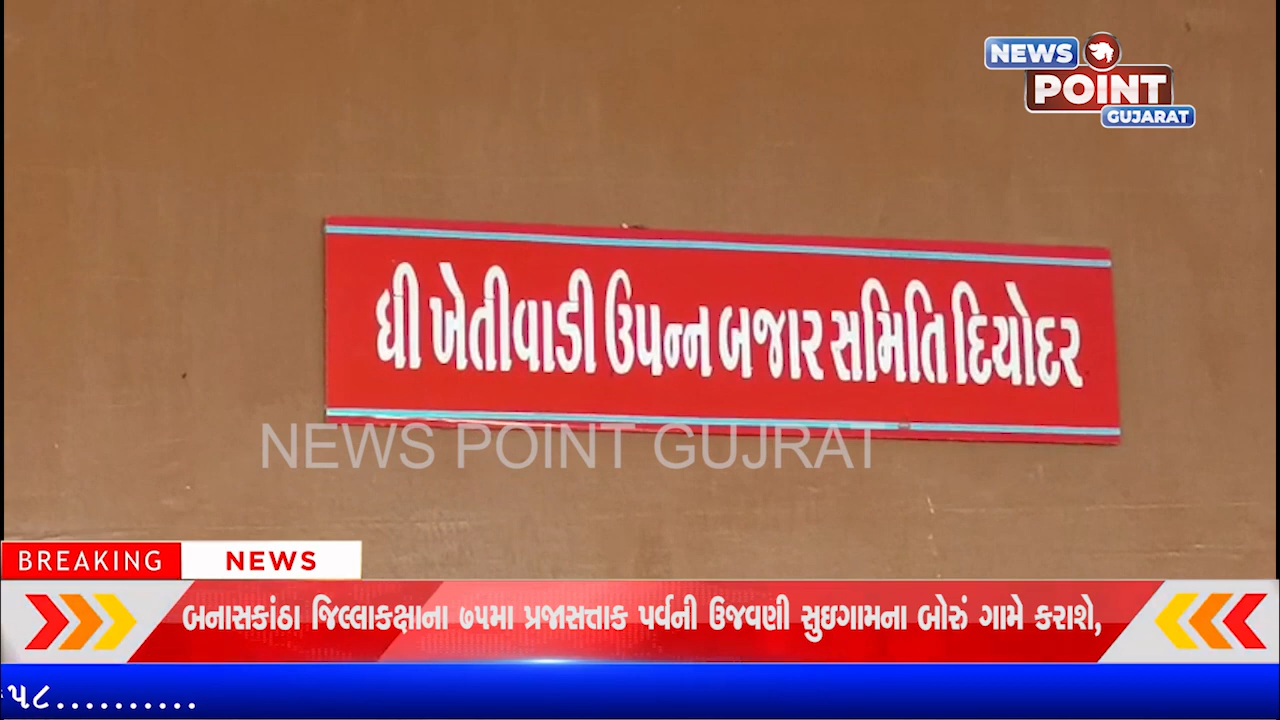 NEWS
POINT
GUJARAT
ધી ખેતીવાડી ઉપન્ન બજાર સમિતિ દિયોદર
NEWS POINT GUJRAT
BREAKING NEWS
બનાસકાંઠા જિલ્લાકક્ષાના ૭૫મા પ્રજાસત્તાક પર્વની ઉજવણી સુઇગામના બોરું ગામે કરાશે,
૫૮..........